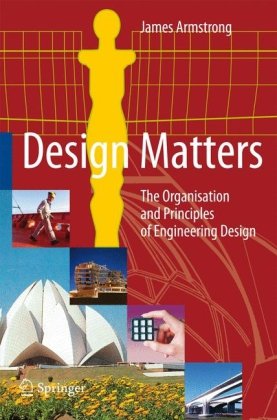 James Armstrong
Design Matters
The Organisation
and Principles
of Engineering Design
Springer